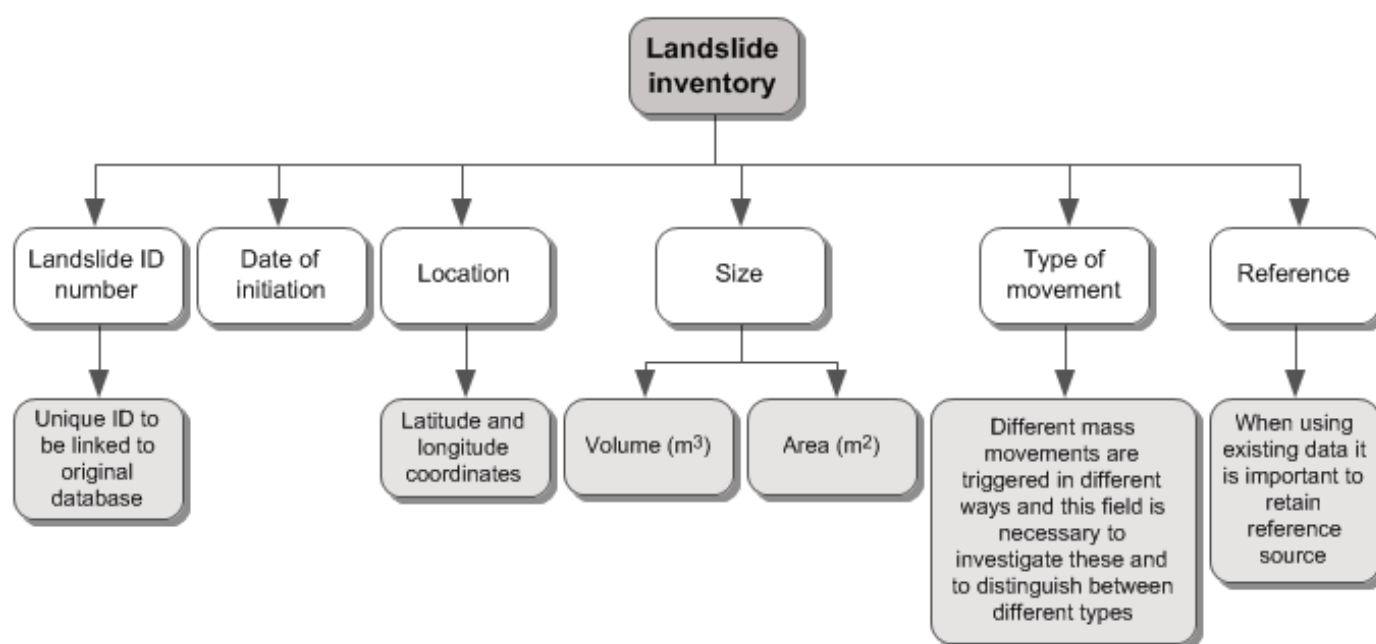 Landslide
inventory
Landslide ID
number
Date of
initiation
Location
Size
Type of
movement
Reference
Unique ID to
be linked to
original
database
Latitude and
longitude
coordinates
Volume (m³)
Area (m²)
Different mass
movements are
triggered in different
ways and this field is
necessary to
investigate these and
to distinguish between
different types
When using
existing data it
is important to
retain
reference
source